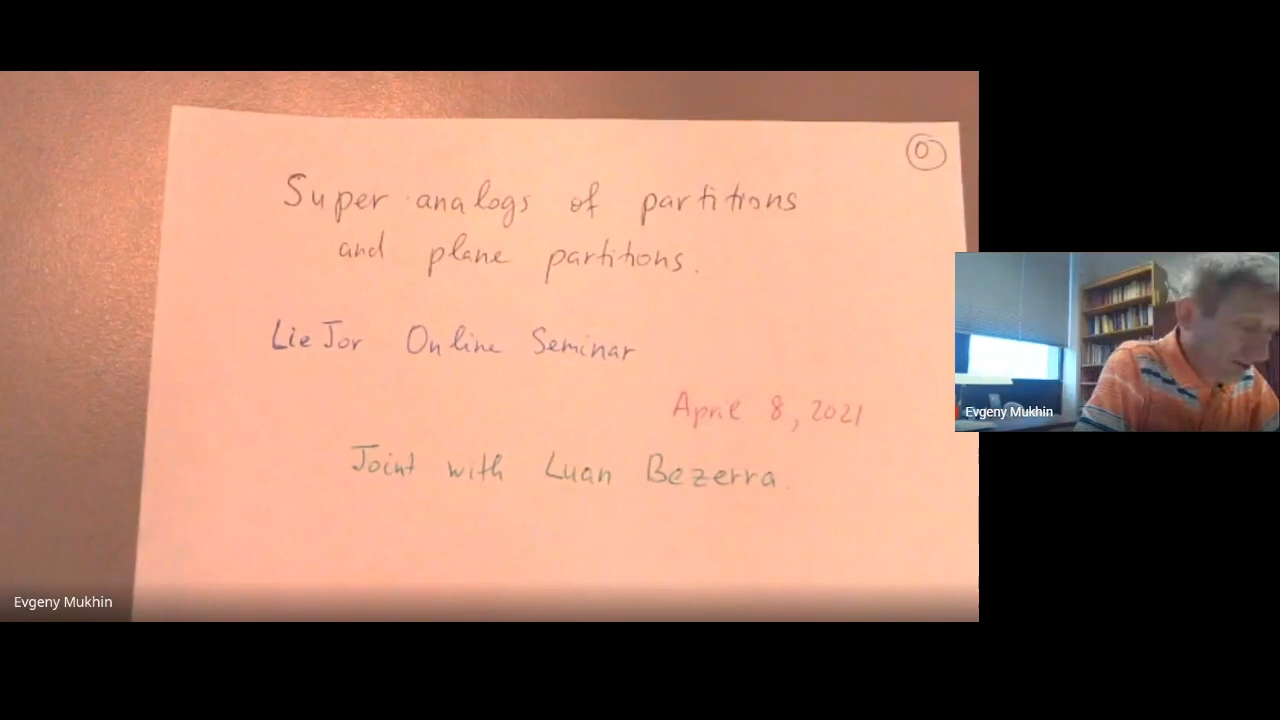 0
Super analogs of partitions
and plane partitions.
Lie Jor Online Seminar
April 8, 2021
Joint with Luan Bezerra.
Evgeny Mukhin
Evgeny Mukhin